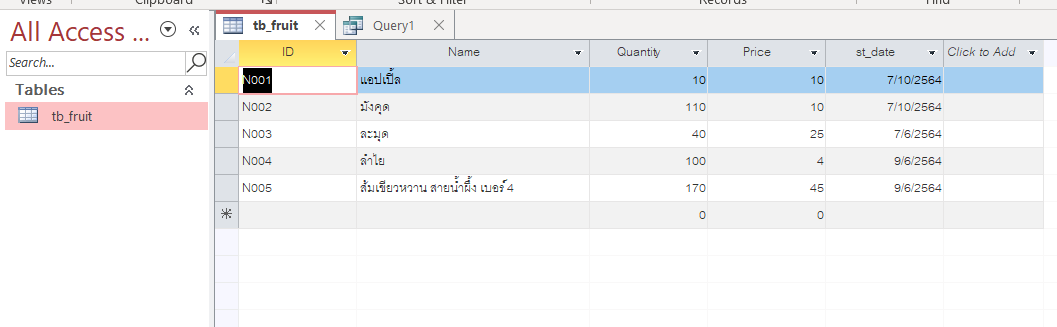 Views Clipboard Sort & Filter Records Find
All Access ...
Search...
Tables
tb_fruit
tb_fruit Query1
ID Name Quantity Price st_date Click to Add
N001 แอปเปิ้ล 10 10 7/10/2564
N002 มังคุด 110 10 7/10/2564
N003 ละมุด 40 25 7/6/2564
N004 ลำไย 100 4 9/6/2564
N005 ส้มเขียวหวาน สายน้ำผึ้ง เบอร์ 4 170 45 9/6/2564
0 0